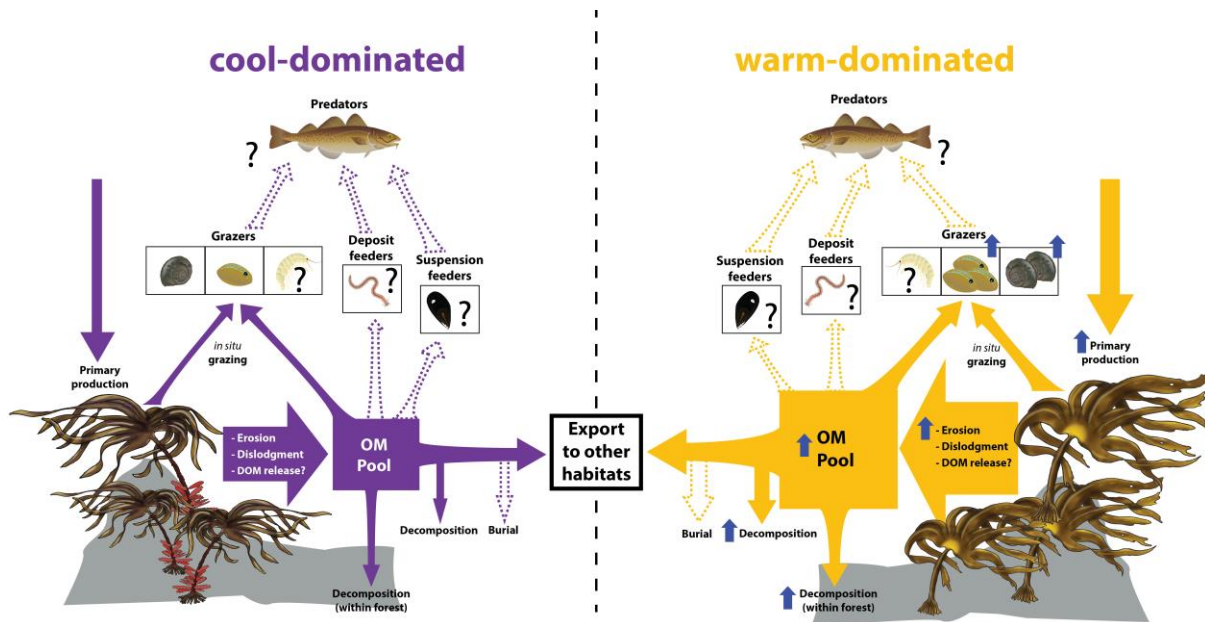 cool-dominated
Predators
?
Grazers
?
Deposit
feeders
?
Suspension
feeders
?
in situ
grazing
Primary
production
- Erosion
- Dislodgment
- DOM release?
OM
Pool
Decomposition
Burial
Decomposition
(within forest)
Export
to other
habitats
warm-dominated
Predators
?
Suspension
feeders
?
Deposit
feeders
?
Grazers
?
in situ
grazing
Primary
production
OM
Pool
- Erosion
- Dislodgment
- DOM release?
Burial
Decomposition
Decomposition
(within forest)